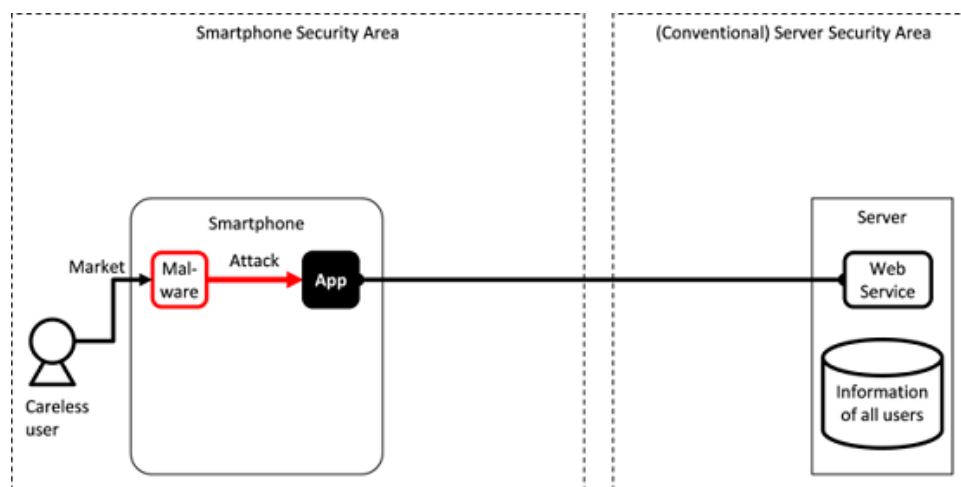 Smartphone Security Area
(Conventional) Server Security Area
Smartphone
Server
Market
Mal-
ware
Attack
App
Web
Service
Careless
user
Information
of all users